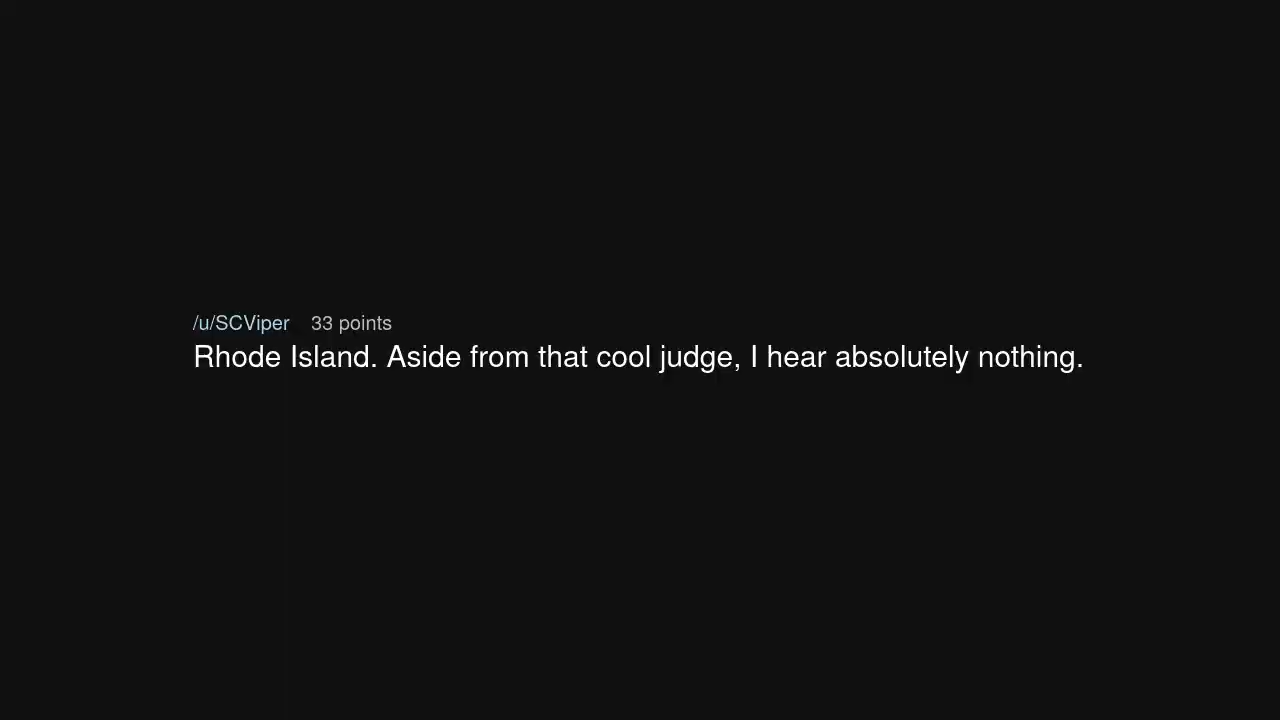 /u/SCViper 33 points
Rhode Island. Aside from that cool judge, I hear absolutely nothing.